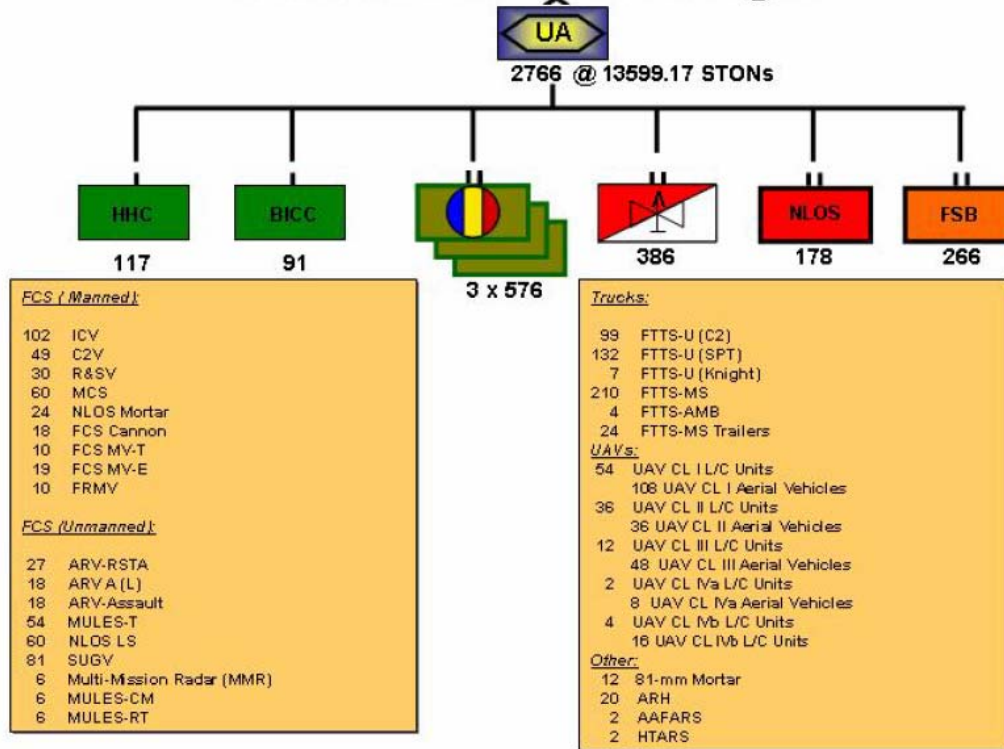 UA
2766 @ 13599.17 STONs
HHC
BICC
A
NLOS
FSB
117
91
3 x 576
386
178
266
FCS ( Manned):
102 ICV
49 C2V
30 R&SV
60 MCS
24 NLOS Mortar
18 FCS Cannon
10 FCS MV-T
19 FCS MV-E
10 FRMV
FCS (Unmanned):
27 ARV-RSTA
18 ARV A (L)
18 ARV-Assault
54 MULES-T
60 NLOS LS
81 SUGV
6 Multi-Mission Radar (MMR)
6 MULES-CM
6 MULES-RT
Trucks:
99 FTTS-U (C2)
132 FTTS-U (SPT)
7 FTTS-U (Knight)
210 FTTS-MS
4 FTTS-AMB
24 FTTS-MS Trailers
UAVs:
54 UAV CL I L/C Units
108 UAV CL I Aerial Vehicles
36 UAV CL II L/C Units
36 UAV CL II Aerial Vehicles
12 UAV CL III L/C Units
48 UAV CL III Aerial Vehicles
2 UAV CL IVa L/C Units
8 UAV CL IVa Aerial Vehicles
4 UAV CL IVb L/C Units
16 UAV CL IVb L/C Units
Other:
12 81-mm Mortar
20 ARH
2 AAFARS
2 HTARS